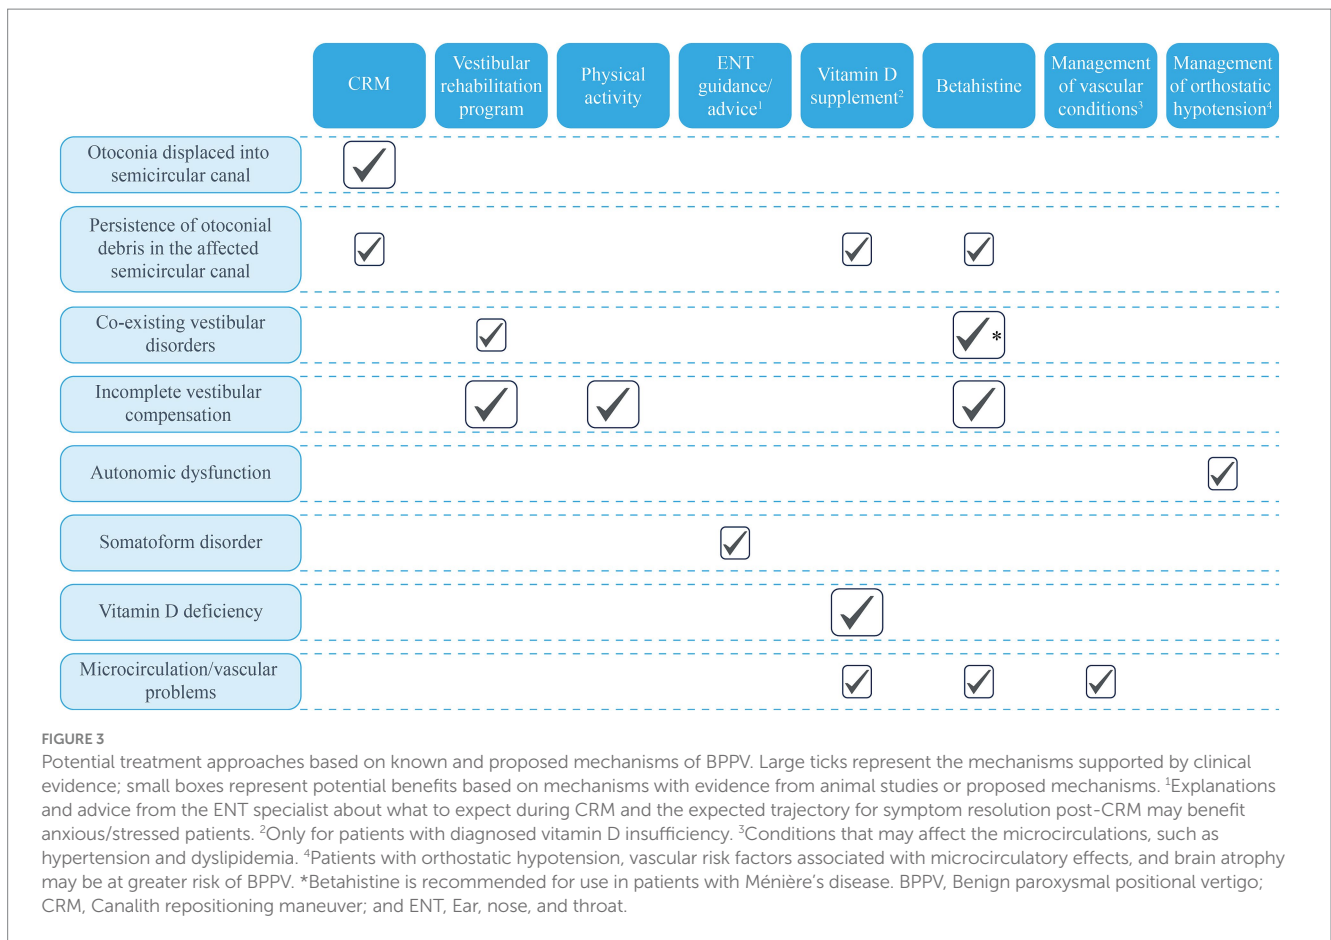 CRM
Vestibular
rehabilitation
program
Physical
activity
ENT
guidance/
advice¹
Vitamin D
supplement²
Betahistine
Management
of vascular
conditions³
Management
of orthostatic
hypotension⁴
Otoconia displaced into
semicircular canal
Persistence of otoconial
debris in the affected
semicircular canal
Co-existing vestibular
disorders
*
Incomplete vestibular
compensation
Autonomic dysfunction
Somatoform disorder
Vitamin D deficiency
Microcirculation/vascular
problems
FIGURE 3
Potential treatment approaches based on known and proposed mechanisms of BPPV. Large ticks represent the mechanisms supported by clinical
evidence; small boxes represent potential benefits based on mechanisms with evidence from animal studies or proposed mechanisms. ¹Explanations
and advice from the ENT specialist about what to expect during CRM and the expected trajectory for symptom resolution post-CRM may benefit
anxious/stressed patients. ²Only for patients with diagnosed vitamin D insufficiency. ³Conditions that may affect the microcirculations, such as
hypertension and dyslipidemia. ⁴Patients with orthostatic hypotension, vascular risk factors associated with microcirculatory effects, and brain atrophy
may be at greater risk of BPPV. *Betahistine is recommended for use in patients with Ménière's disease. BPPV, Benign paroxysmal positional vertigo;
CRM, Canalith repositioning maneuver; and ENT, Ear, nose, and throat.